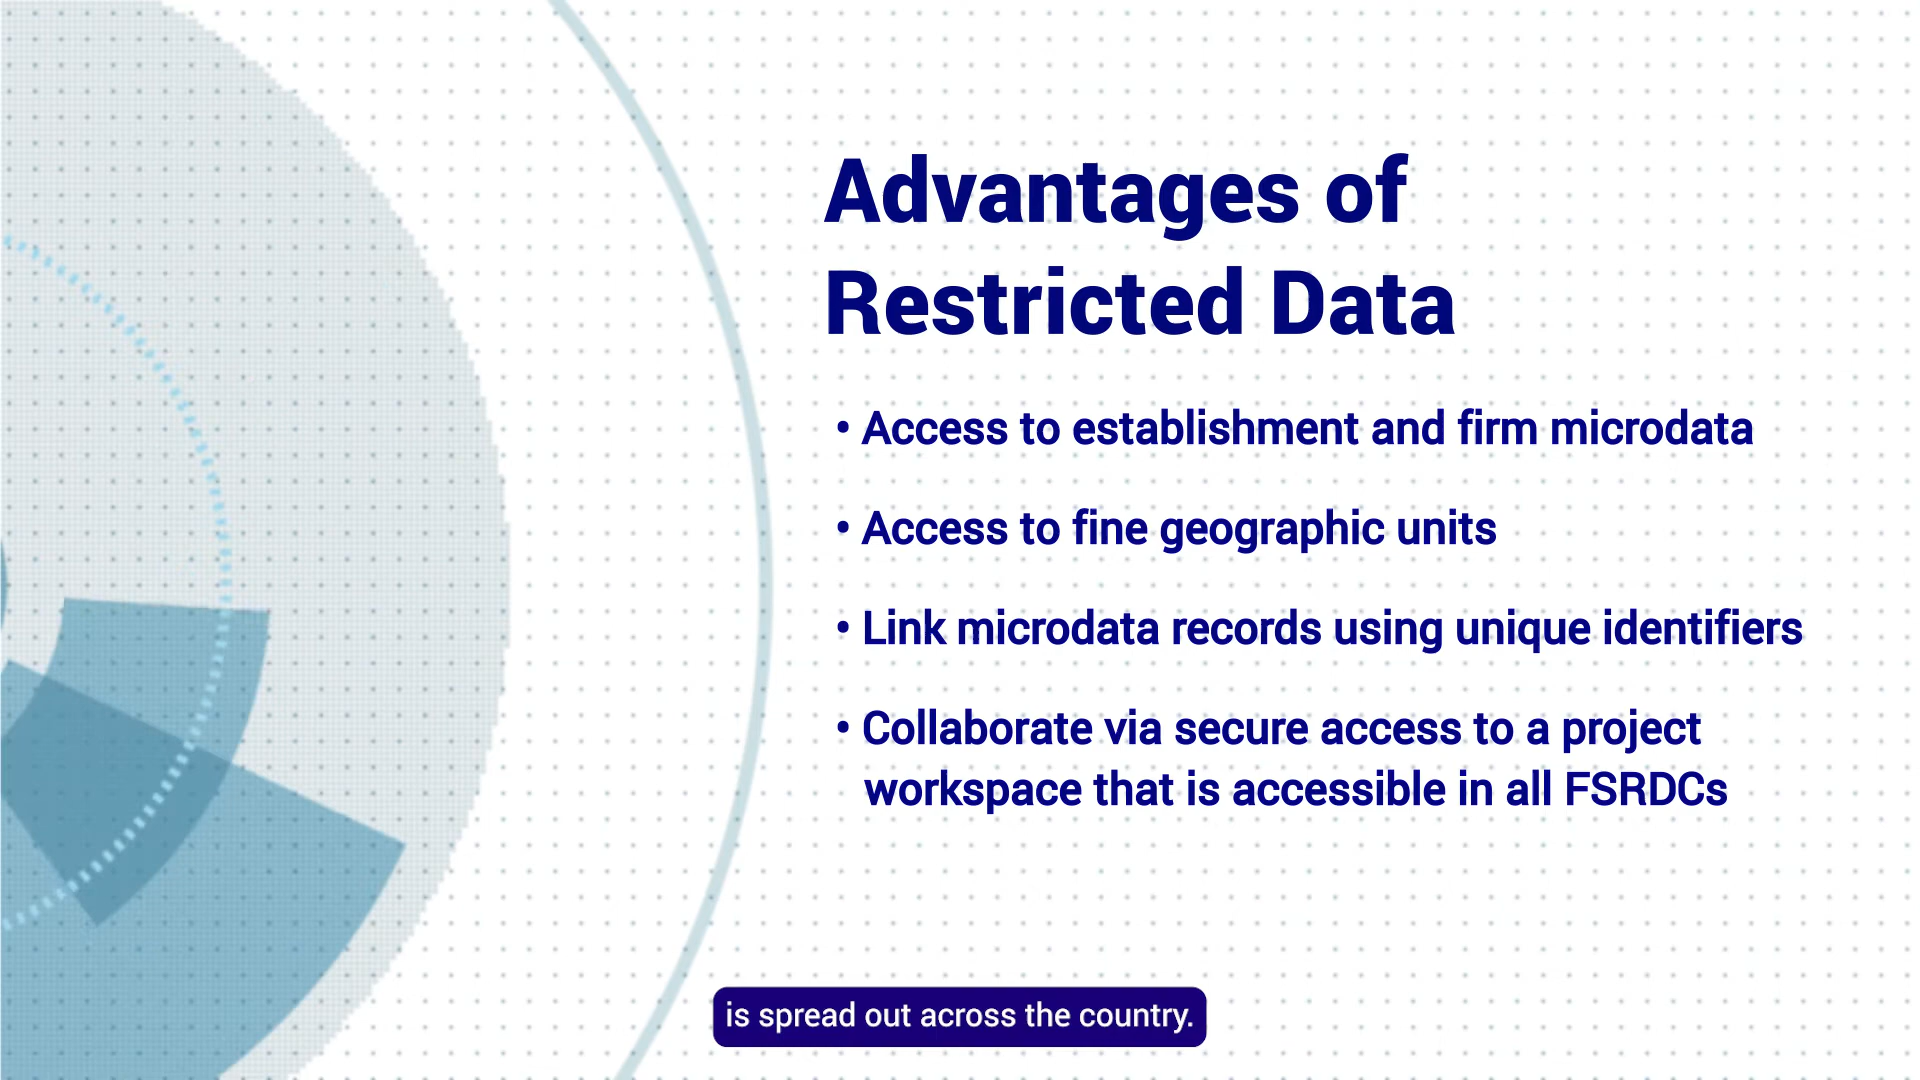 Advantages of
Restricted Data
• Access to establishment and firm microdata
• Access to fine geographic units
• Link microdata records using unique identifiers
• Collaborate via secure access to a project
workspace that is accessible in all FSRDCs
is spread out across the country.